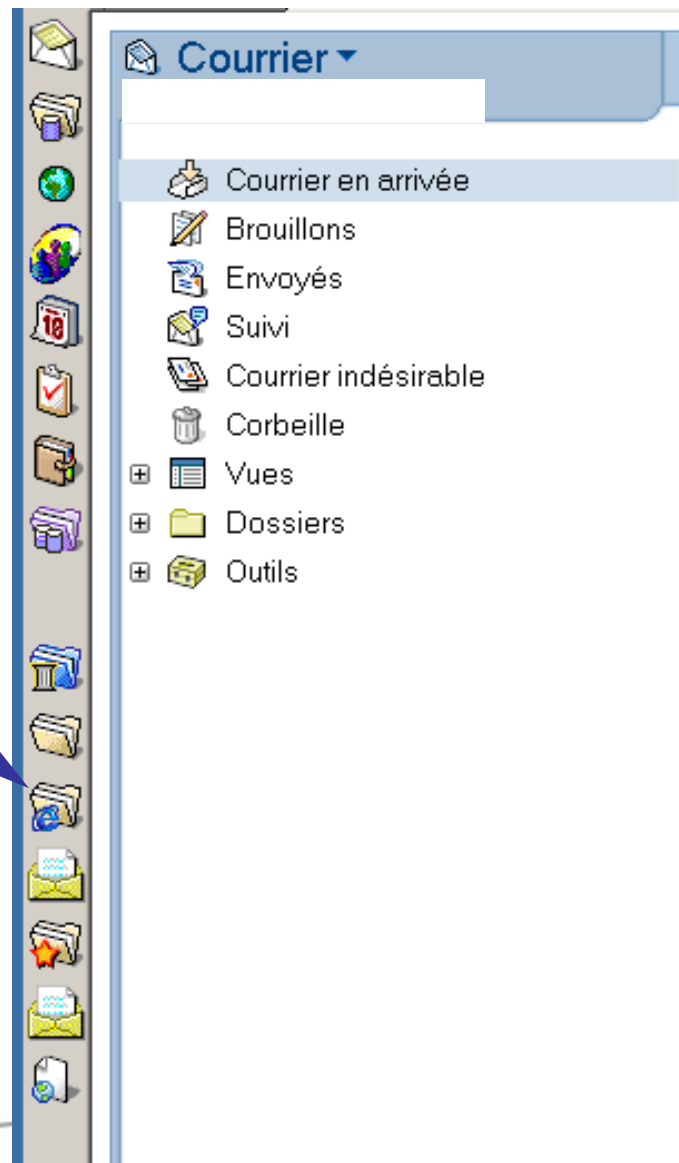 Courrier
Courrier en arrivée
Brouillons
Envoyés
Suivi
Courrier indésirable
Corbeille
Vues
Dossiers
Outils